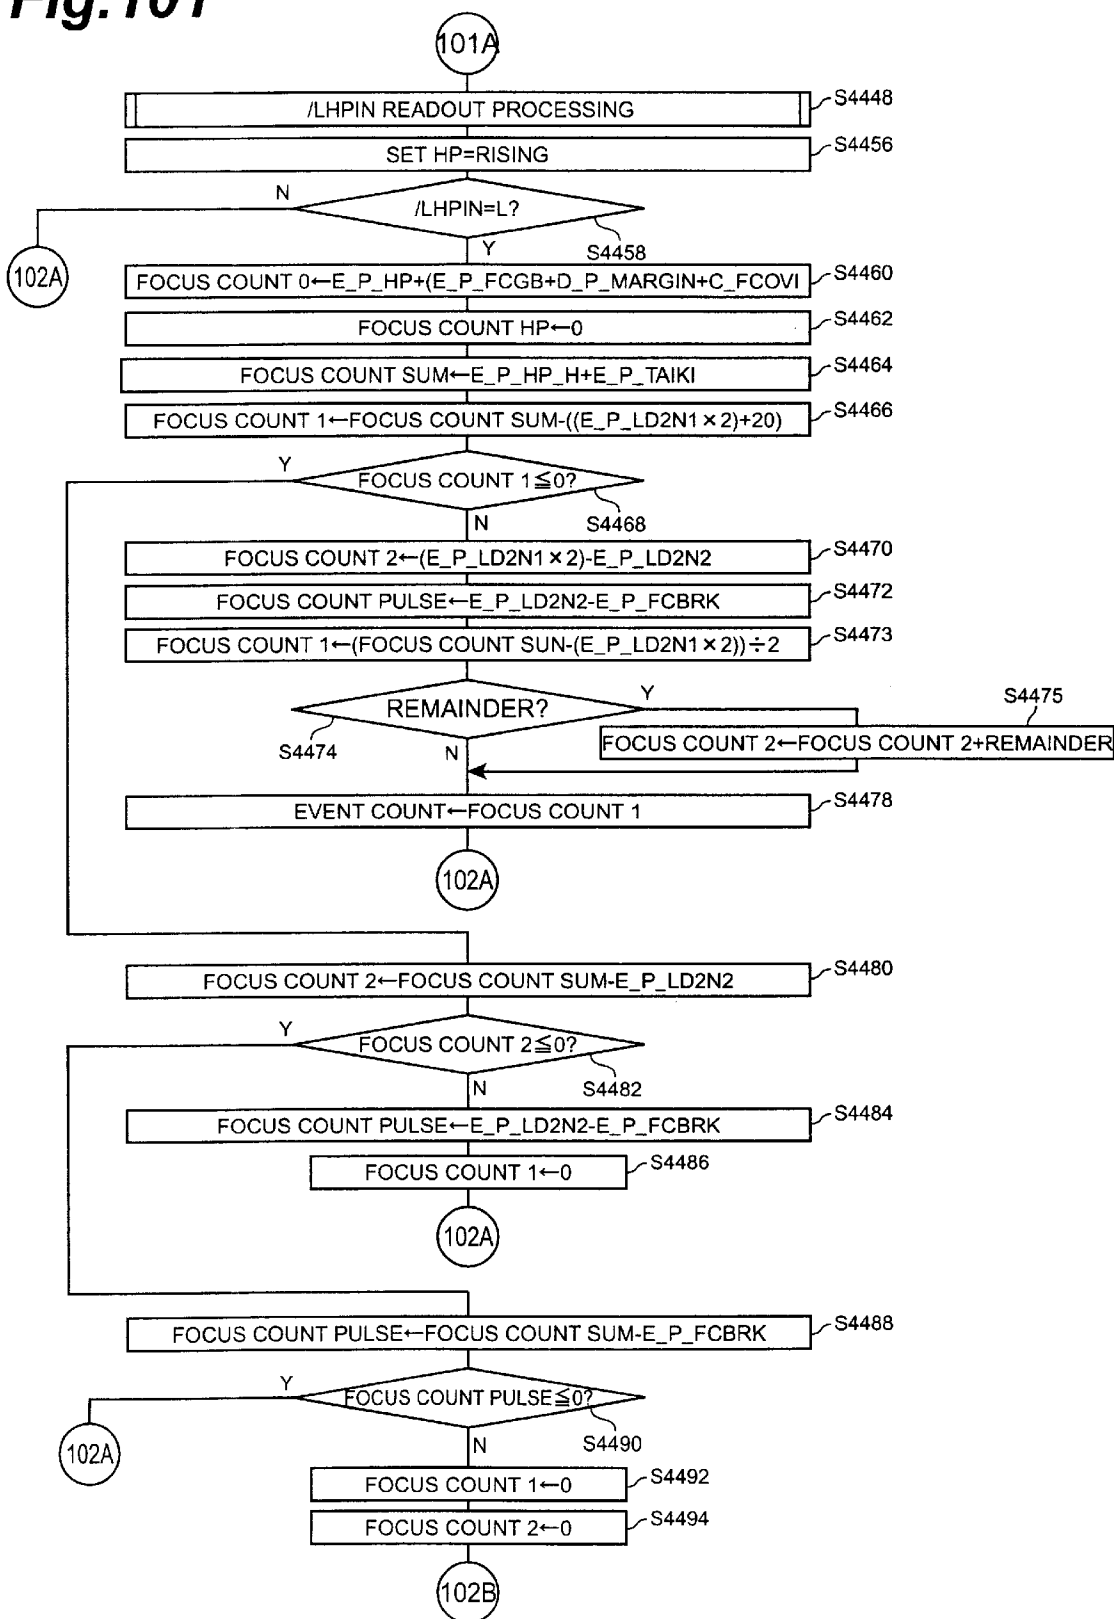 Fig.101
101A
/LHPIN READOUT PROCESSING
S4448
SET HP=RISING
S4456
N
/LHPIN=L?
S4458
Y
102A
FOCUS COUNT 0←E_P_HP+(E_P_FCGB+D_P_MARGIN+C_FCOVI
S4460
FOCUS COUNT HP←0
S4462
FOCUS COUNT SUM←E_P_HP_H+E_P_TAIKI
S4464
FOCUS COUNT 1←FOCUS COUNT SUM-((E_P_LD2N1×2)+20)
S4466
Y
FOCUS COUNT 1≦0?
S4468
N
FOCUS COUNT 2←(E_P_LD2N1×2)-E_P_LD2N2
S4470
FOCUS COUNT PULSE←E_P_LD2N2-E_P_FCBRK
S4472
FOCUS COUNT 1←(FOCUS COUNT SUN-(E_P_LD2N1×2))÷2
S4473
REMAINDER?
Y
S4475
S4474
N
FOCUS COUNT 2←FOCUS COUNT 2+REMAINDER
EVENT COUNT←FOCUS COUNT 1
S4478
102A
FOCUS COUNT 2←FOCUS COUNT SUM-E_P_LD2N2
S4480
Y
FOCUS COUNT 2≦0?
S4482
N
FOCUS COUNT PULSE←E_P_LD2N2-E_P_FCBRK
S4484
FOCUS COUNT 1←0
S4486
102A
FOCUS COUNT PULSE←FOCUS COUNT SUM-E_P_FCBRK
S4488
Y
FOCUS COUNT PULSE≦0?
S4490
N
102A
FOCUS COUNT 1←0
S4492
FOCUS COUNT 2←0
S4494
102B